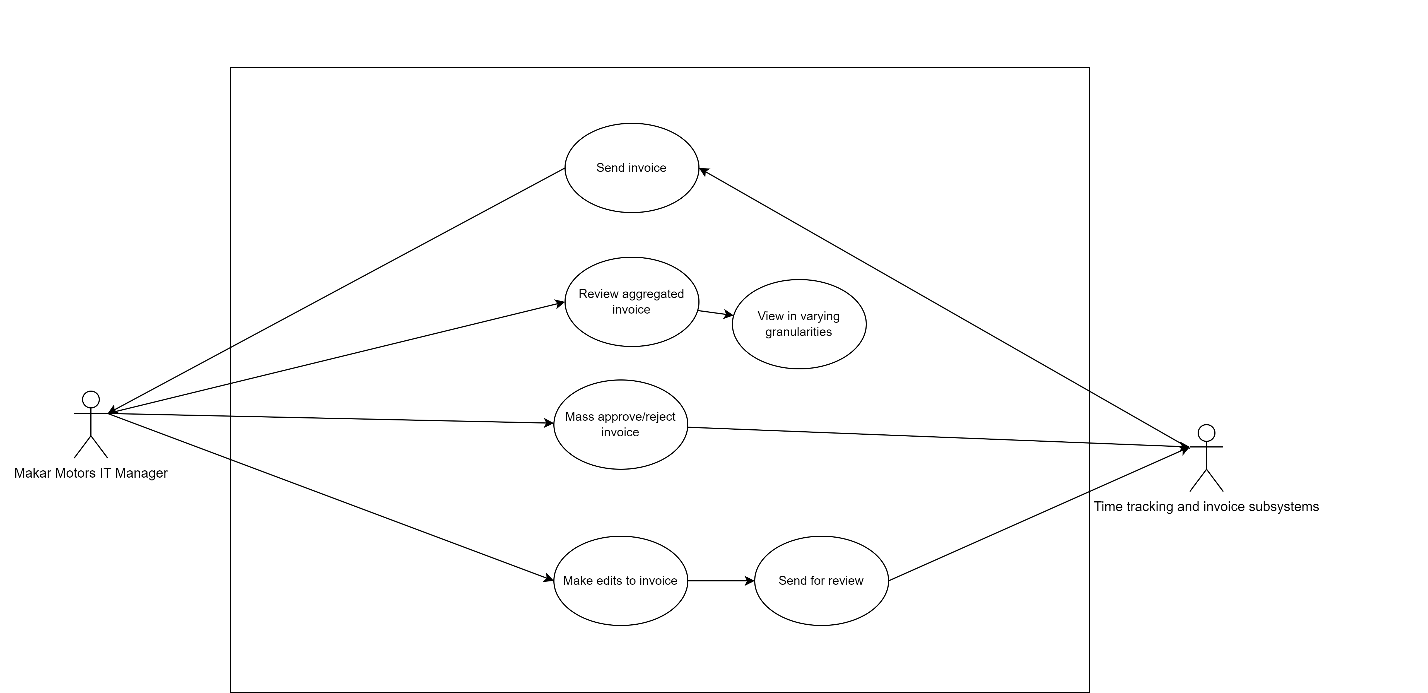 Send invoice
Review aggregated
invoice
View in varying
granularities
Mass approve/reject
invoice
Makar Motors IT Manager
Time tracking and invoice subsystems
Make edits to invoice
Send for review